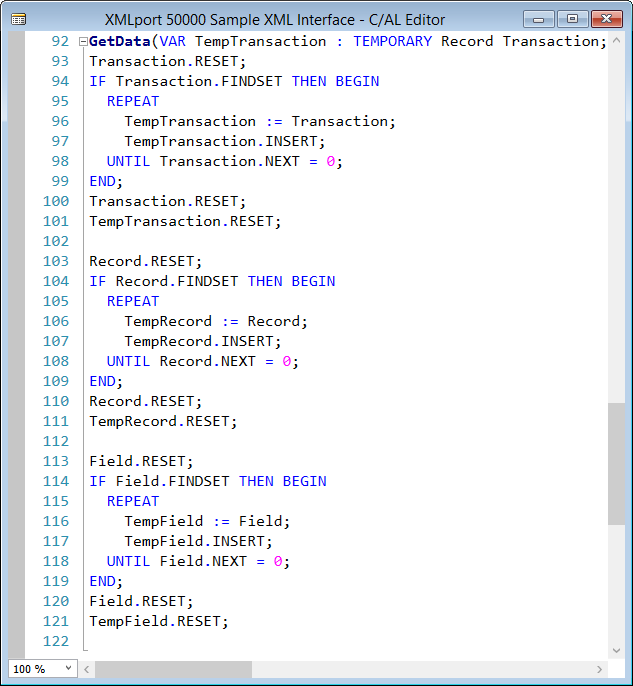 XMLport 50000 Sample XML Interface - C/AL Editor
92 GetData(VAR TempTransaction : TEMPORARY Record Transaction;
93 Transaction.RESET;
94 IF Transaction.FINDSET THEN BEGIN
95   REPEAT
96     TempTransaction := Transaction;
97     TempTransaction.INSERT;
98   UNTIL Transaction.NEXT = 0;
99 END;
100 Transaction.RESET;
101 TempTransaction.RESET;
102
103 Record.RESET;
104 IF Record.FINDSET THEN BEGIN
105   REPEAT
106     TempRecord := Record;
107     TempRecord.INSERT;
108   UNTIL Record.NEXT = 0;
109 END;
110 Record.RESET;
111 TempRecord.RESET;
112
113 Field.RESET;
114 IF Field.FINDSET THEN BEGIN
115   REPEAT
116     TempField := Field;
117     TempField.INSERT;
118   UNTIL Field.NEXT = 0;
119 END;
120 Field.RESET;
121 TempField.RESET;
122
100 %